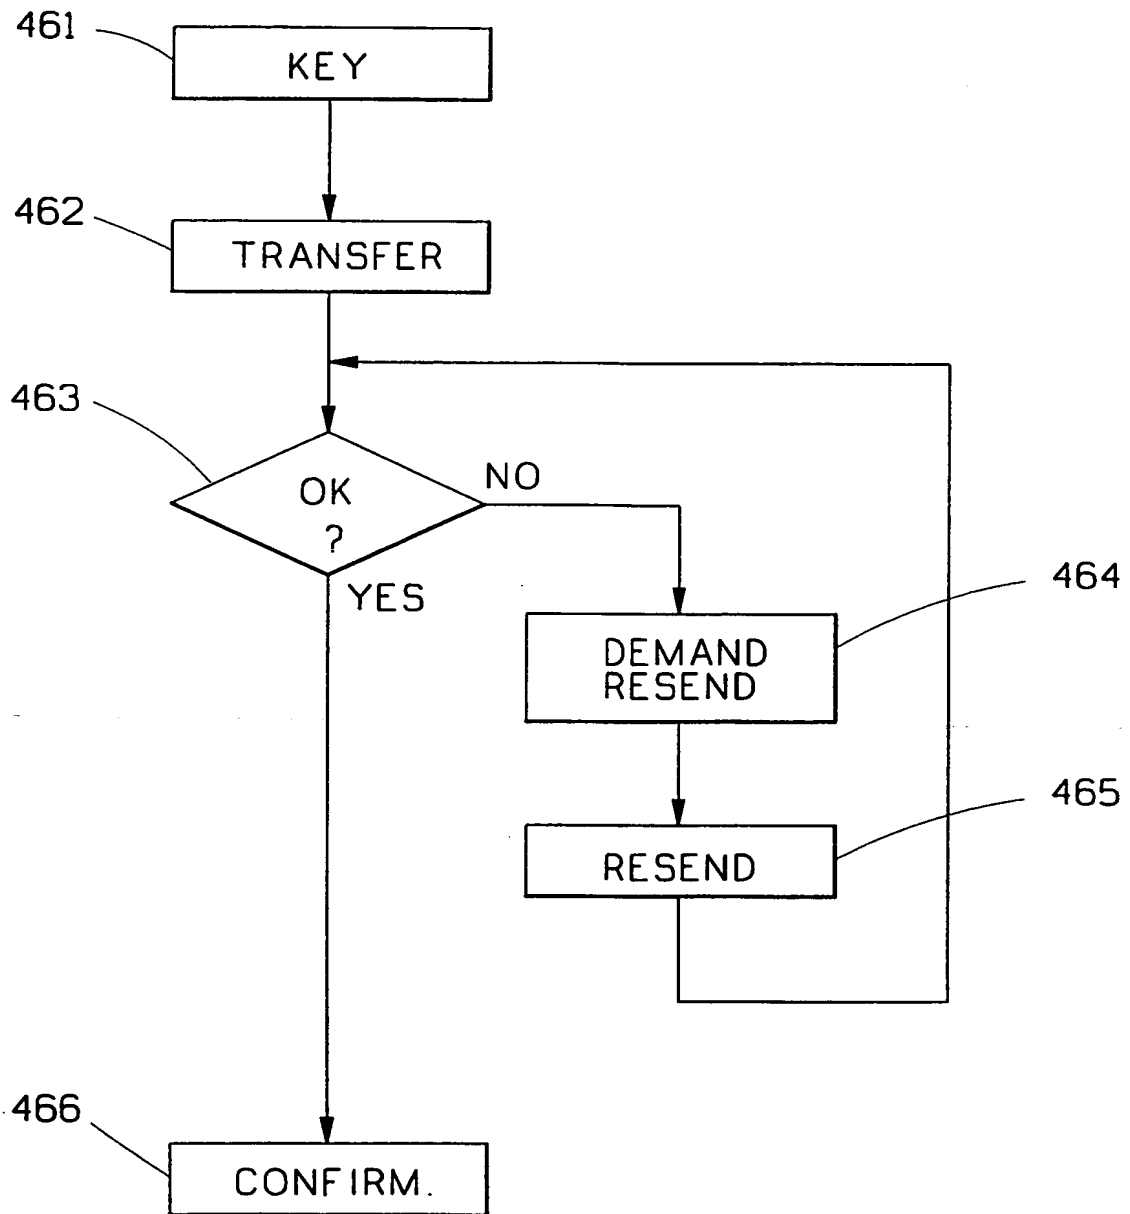 461
KEY
462
TRANSFER
463
OK
?
NO
YES
464
DEMAND
RESEND
465
RESEND
466
CONFIRM.